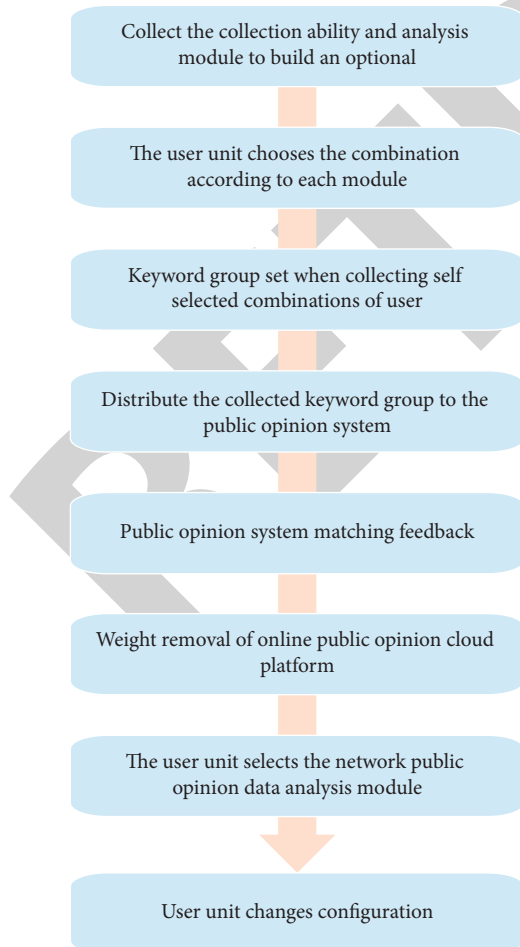 Collect the collection ability and analysis
module to build an optional
The user unit chooses the combination
according to each module
Keyword group set when collecting self
selected combinations of user
Distribute the collected keyword group to the
public opinion system
Public opinion system matching feedback
Weight removal of online public opinion cloud
platform
The user unit selects the network public
opinion data analysis module
User unit changes configuration